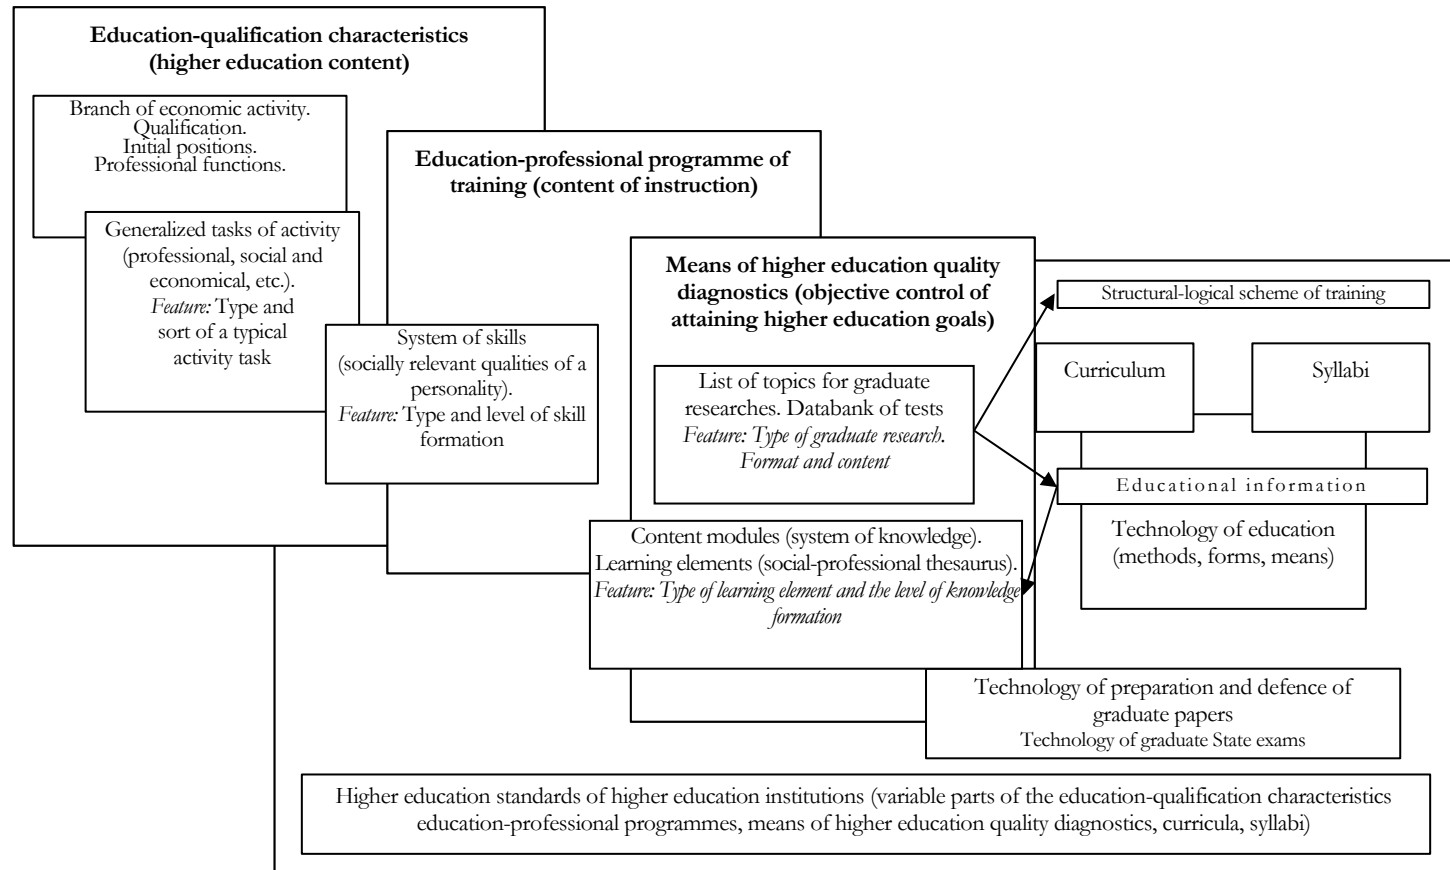 Education-qualification characteristics
(higher education content)
Branch of economic activity.
Qualification.
Initial positions.
Professional functions.
Generalized tasks of activity
(professional, social and
economical, etc.).
Feature: Type and
sort of a typical
activity task
Education-professional programme of
training (content of instruction)
System of skills
(socially relevant qualities of a
personality).
Feature: Type and level of skill
formation
Means of higher education quality
diagnostics (objective control of
attaining higher education goals)
List of topics for graduate
researches. Databank of tests
Feature: Type of graduate research.
Format and content
Content modules (system of knowledge).
Learning elements (social-professional thesaurus).
Feature: Type of learning element and the level of knowledge
formation
Structural-logical scheme of training
Curriculum
Syllabi
Educational information
Technology of education
(methods, forms, means)
Technology of preparation and defence of
graduate papers
Technology of graduate State exams
Higher education standards of higher education institutions (variable parts of the education-qualification characteristics
education-professional programmes, means of higher education quality diagnostics, curricula, syllabi)